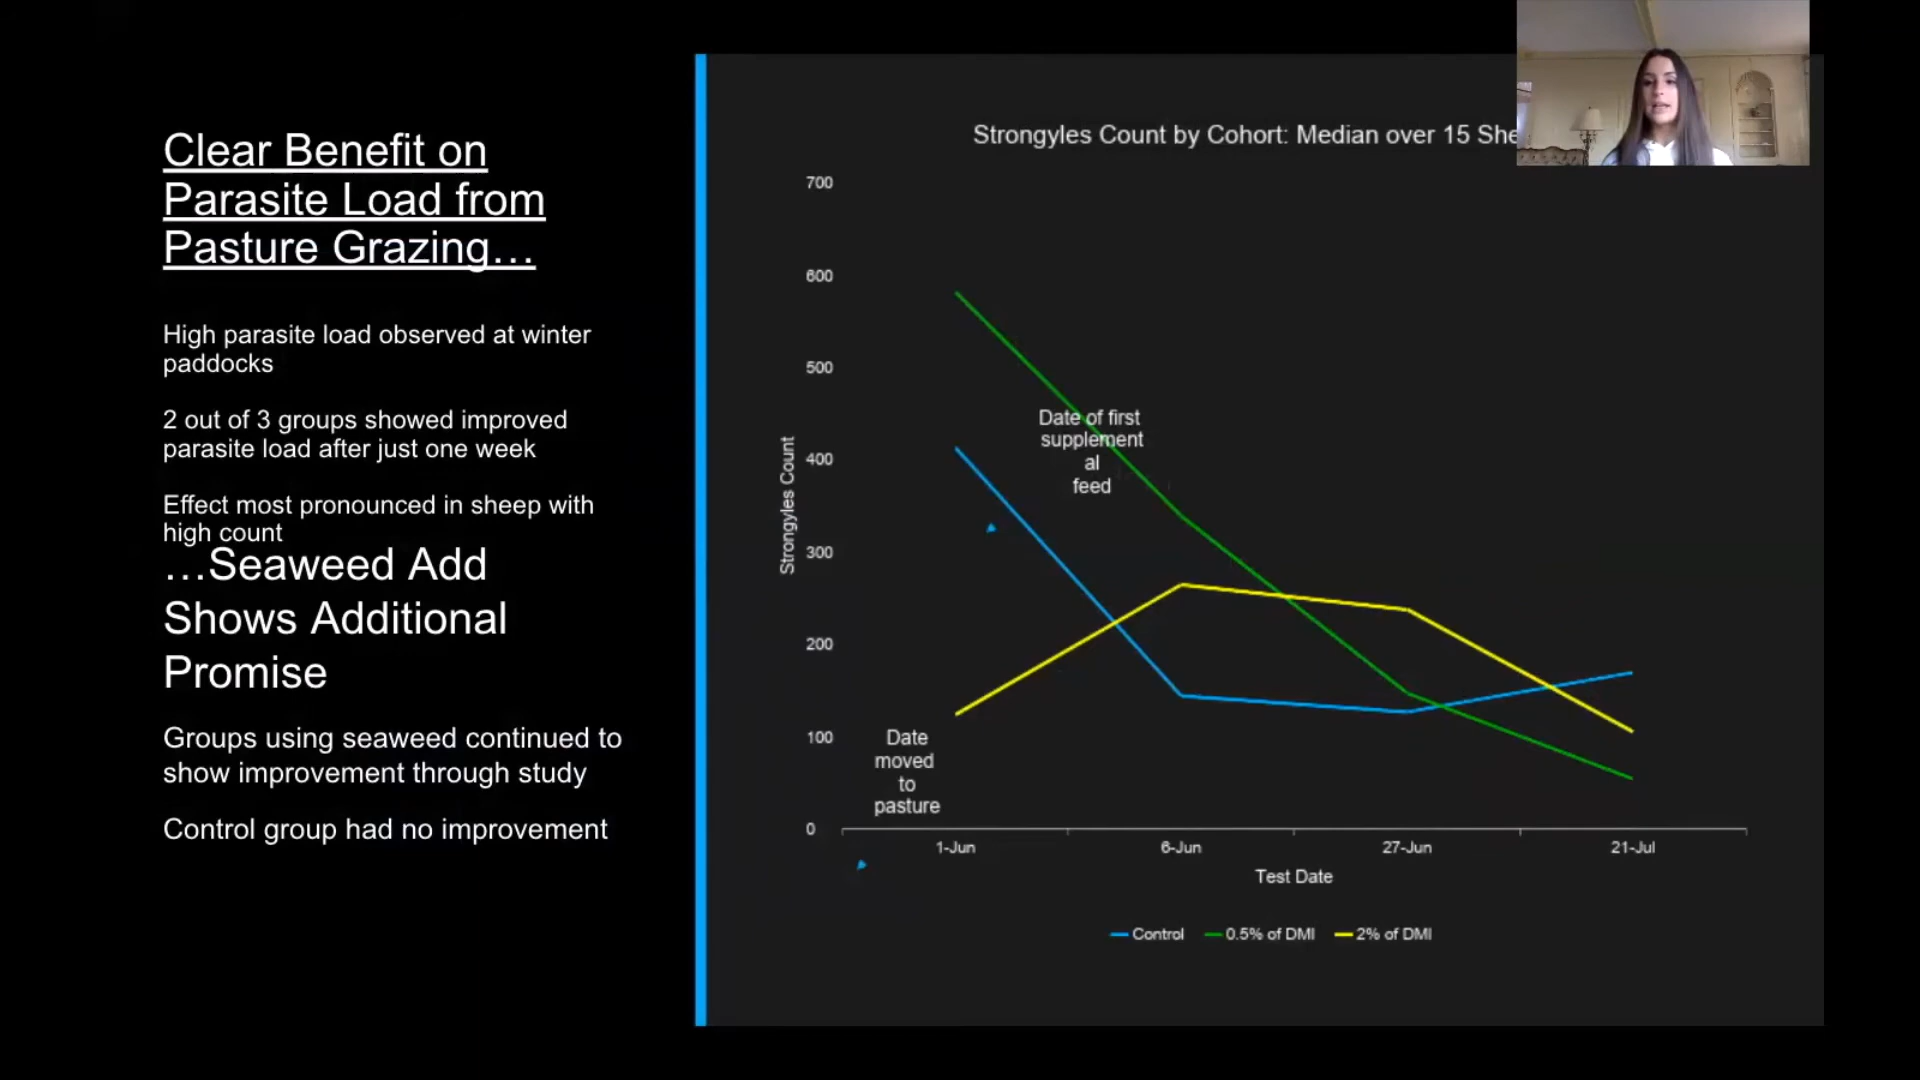 Clear Benefit on
Parasite Load from
Pasture Grazing…
High parasite load observed at winter
paddocks
2 out of 3 groups showed improved
parasite load after just one week
Effect most pronounced in sheep with
high count
…Seaweed Add
Shows Additional
Promise
Groups using seaweed continued to
show improvement through study
Control group had no improvement
Strongyles Count by Cohort: Median over 15
700
600
500
400
300
200
100
0
Strongyles Count
Date of first
supplement
al
feed
Date
moved
to
pasture
1-Jun
6-Jun
27-Jun
21-Jul
Test Date
Control
0.5% of DMI
2% of DMI